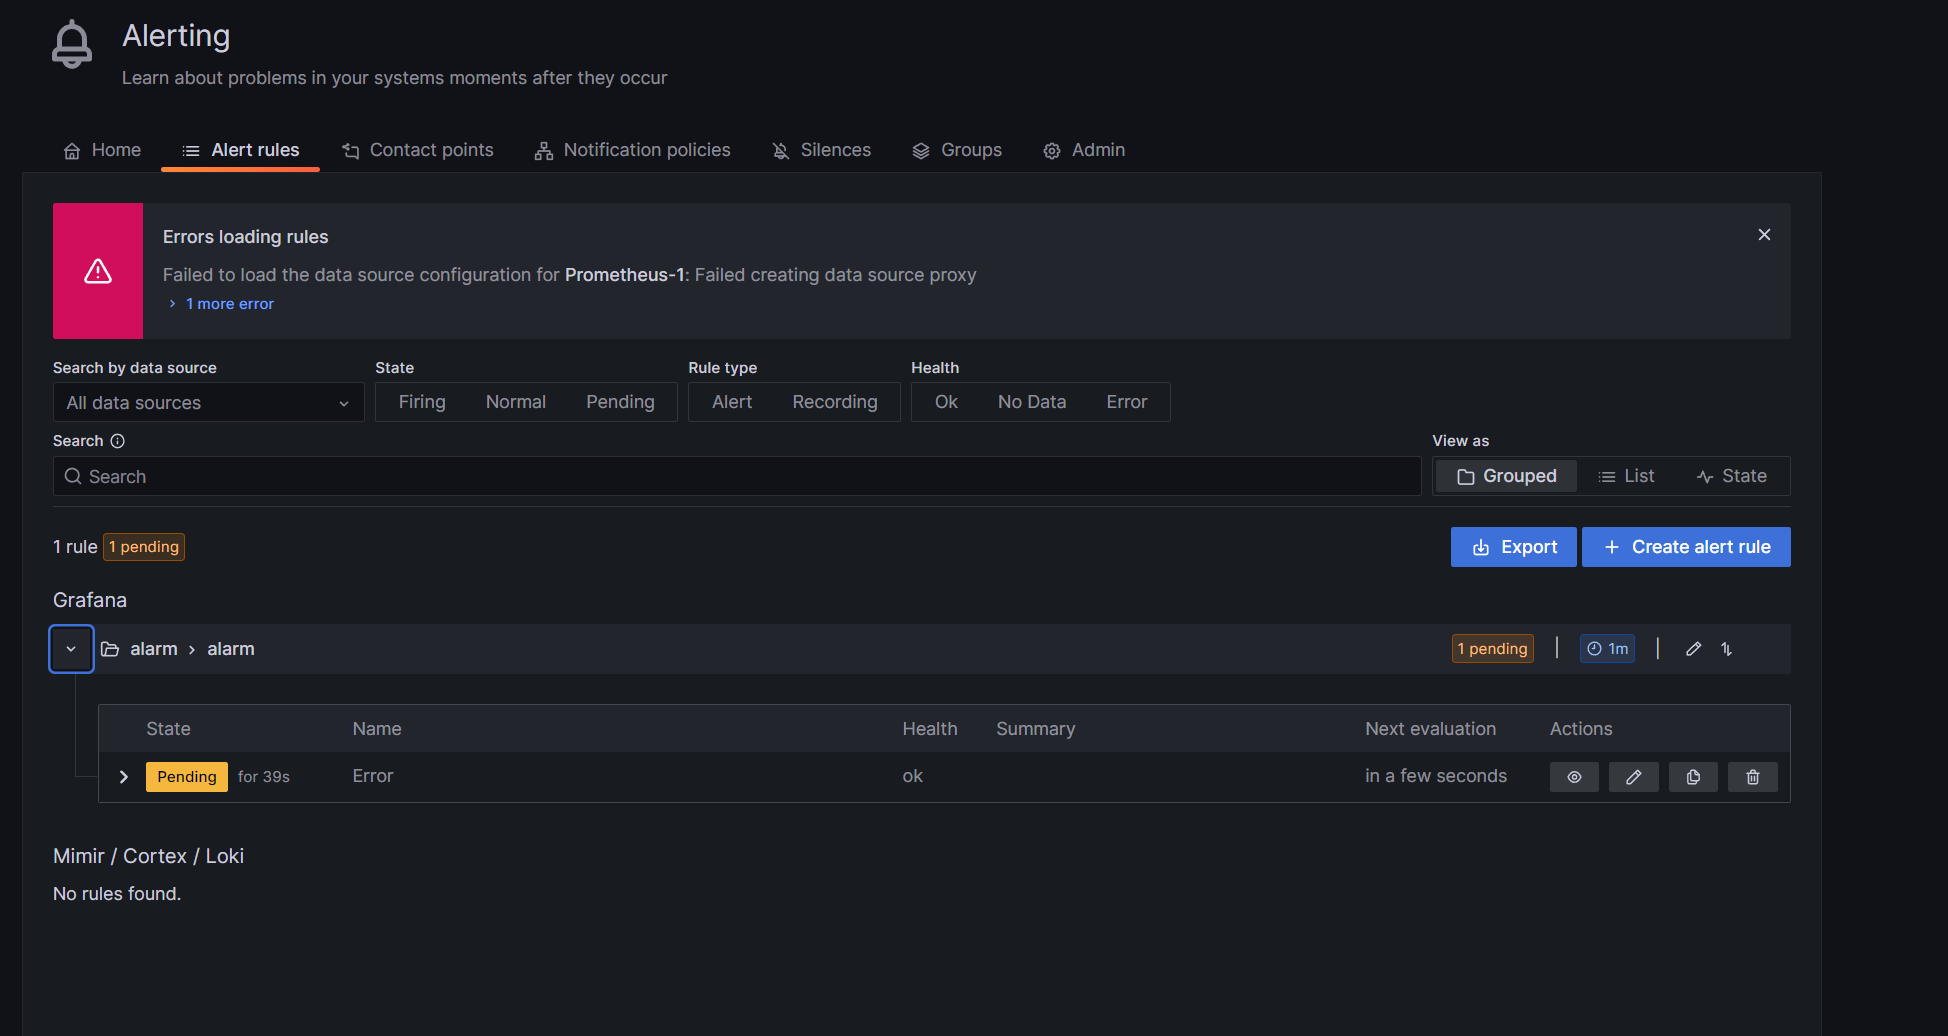 Alerting
Learn about problems in your systems moments after they occur
Home Alert rules Contact points Notification policies Silences Groups Admin
Errors loading rules
Failed to load the data source configuration for Prometheus-1: Failed creating data source proxy
1 more error
Search by data source State Rule type Health
All data sources Firing Normal Pending Alert Recording Ok No Data Error
Search View as
Search Grouped List State
1 rule 1 pending Export Create alert rule
Grafana
alarm > alarm 1 pending 1m
State Name Health Summary Next evaluation Actions
Pending for 39s Error ok in a few seconds
Mimir / Cortex / Loki
No rules found.